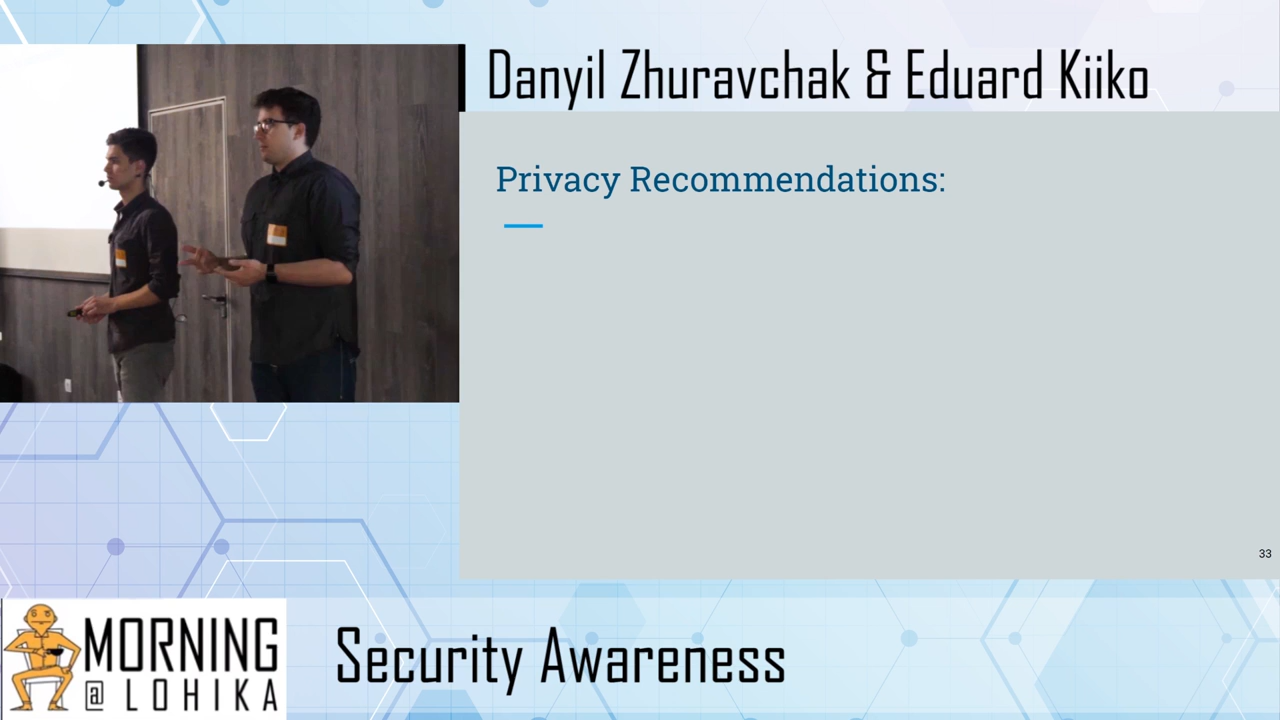 Danyil Zhuravchak & Eduard Kiiko
Privacy Recommendations:
33
MORNING
@ LOHIKA
Security Awareness